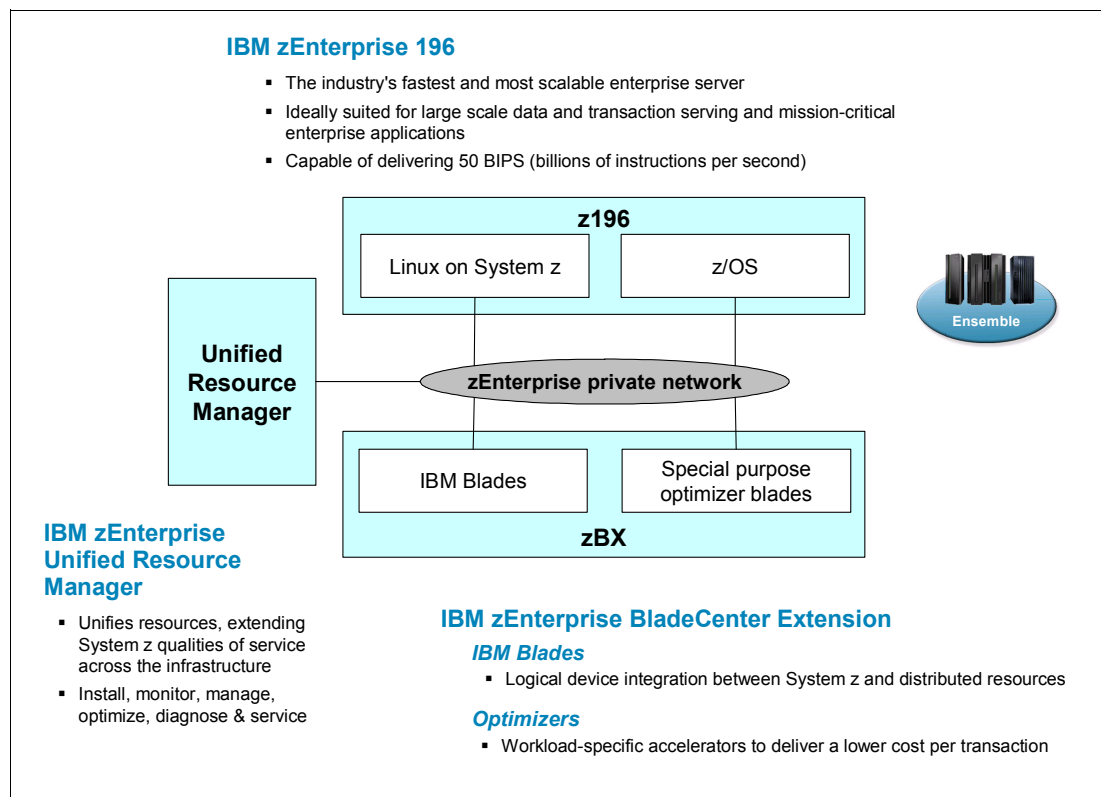 IBM zEnterprise 196
▪ The industry's fastest and most scalable enterprise server
▪ Ideally suited for large scale data and transaction serving and mission-critical
enterprise applications
▪ Capable of delivering 50 BIPS (billions of instructions per second)
z196
Linux on System z
z/OS
Ensemble
Unified
Resource
Manager
zEnterprise private network
IBM Blades
Special purpose
optimizer blades
zBX
IBM zEnterprise
Unified Resource
Manager
▪ Unifies resources, extending
System z qualities of service
across the infrastructure
▪ Install, monitor, manage,
optimize, diagnose & service
IBM zEnterprise BladeCenter Extension
IBM Blades
▪ Logical device integration between System z and distributed resources
Optimizers
▪ Workload-specific accelerators to deliver a lower cost per transaction